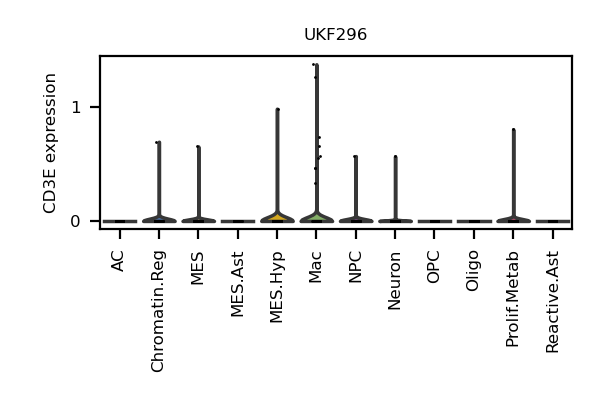 UKF296
CD3E expression
1
0
AC
Chromatin.Reg
MES
MES.Ast
MES.Hyp
Mac
NPC
Neuron
OPC
Oligo
Prolif.Metab
Reactive.Ast